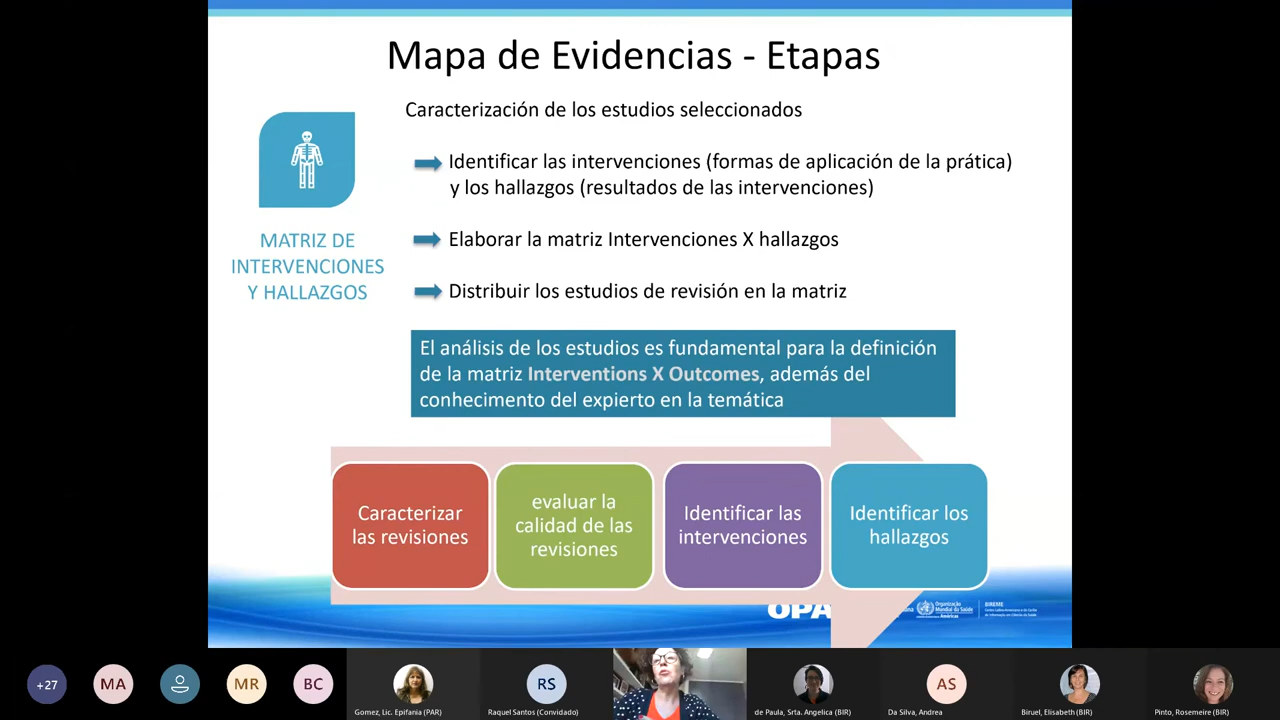 Mapa de Evidencias - Etapas
Caracterización de los estudios seleccionados
Identificar las intervenciones (formas de aplicación de la prática)
y los hallazgos (resultados de las intervenciones)
MATRIZ DE
INTERVENCIONES
Y HALLAZGOS
Elaborar la matriz Intervenciones X hallazgos
Distribuir los estudios de revisión en la matriz
El análisis de los estudios es fundamental para la definición
de la matriz Interventions X Outcomes, además del
conhecimento del expierto en la temática
Caracterizar
las revisiones
evaluar la
calidad de las
revisiones
Identificar las
intervenciones
Identificar los
hallazgos
OPA
Organização
Mundial da Saúde
Américas
BIREME
+27
MA
MR
BC
RS
AS
Gomez, Lic. Epifania (PAR)
Raquel Santos (Convidado)
de Paula, Srta. Angelica (BIR)
Da Silva, Andrea
Biruel, Elisabeth (BIR)
Pinto, Rosemeire (BIR)